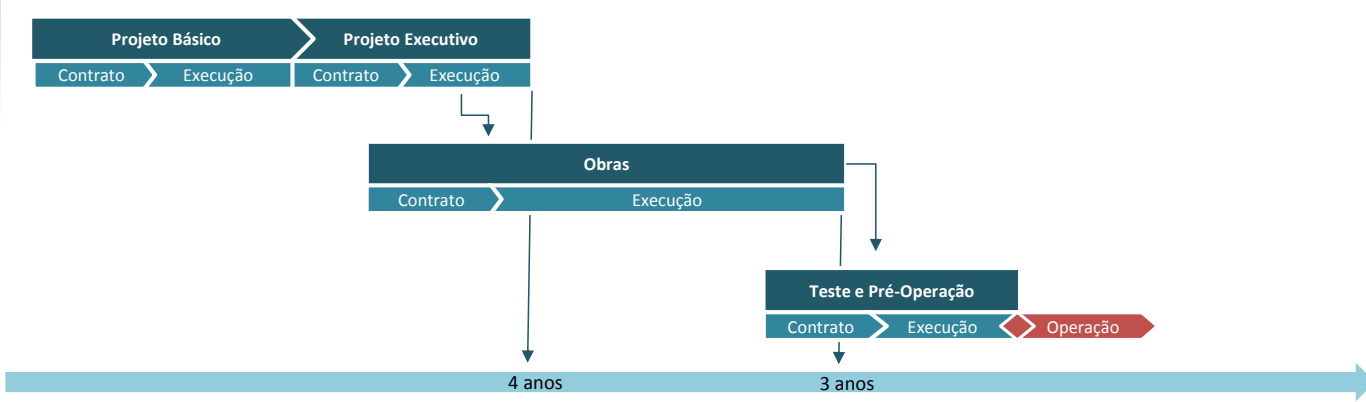 Projeto Básico Projeto Executivo
Contrato Execução Contrato Execução
Obras
Contrato Execução
Teste e Pré-Operação
Contrato Execução Operação
4 anos 3 anos